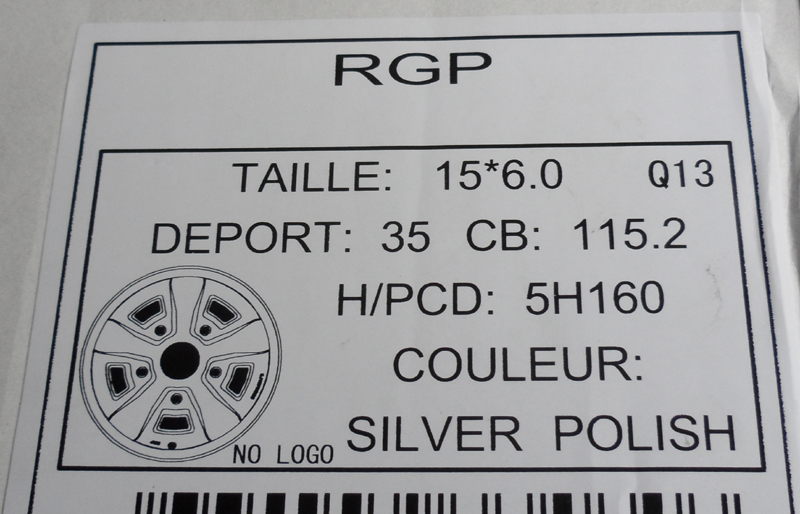 RGP
TAILLE: 15*6.0 Q13
DEPORT: 35 CB: 115.2
H/PCD: 5H160
COULEUR:
SILVER POLISH
NO LOGO